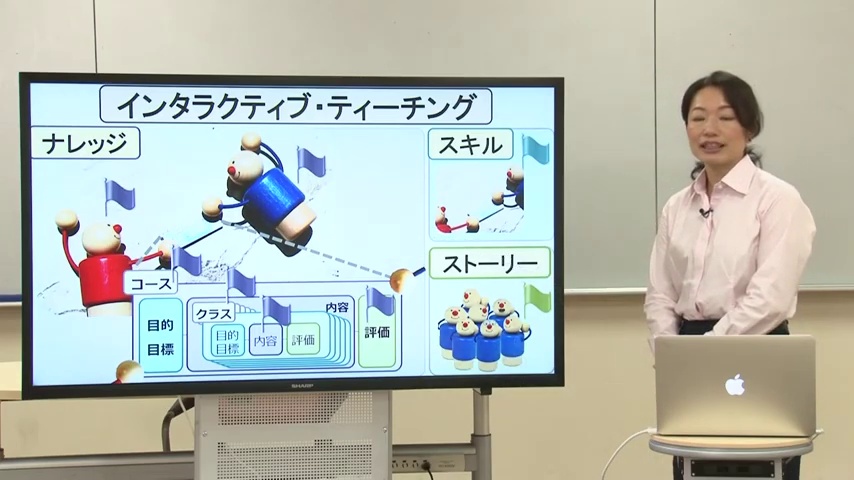 インタラクティブ・ティーチング
ナレッジ
スキル
ストーリー
コース
クラス
内容
目的
目標
目的
目標
内容
評価
評価
SHARP